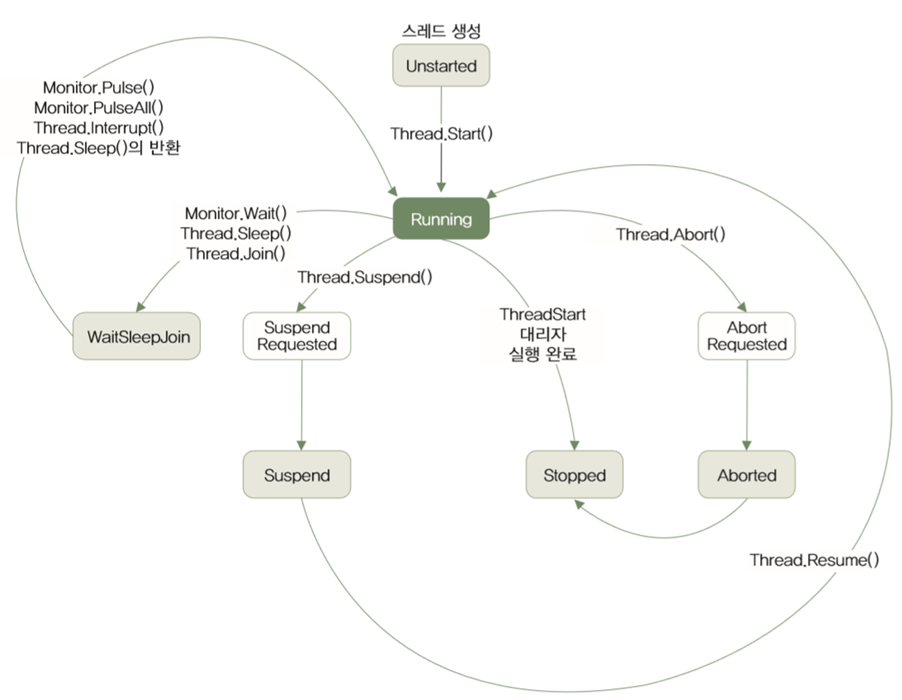 스레드 생성
Unstarted
Thread.Start()
Monitor.Pulse()
Monitor.PulseAll()
Thread.Interrupt()
Thread.Sleep()의 반환
Running
Monitor.Wait()
Thread.Sleep()
Thread.Join()
Thread.Suspend()
Thread.Abort()
ThreadStart
대리자
실행 완료
WaitSleepJoin
Suspend
Requested
Abort
Requested
Suspend
Stopped
Aborted
Thread.Resume()